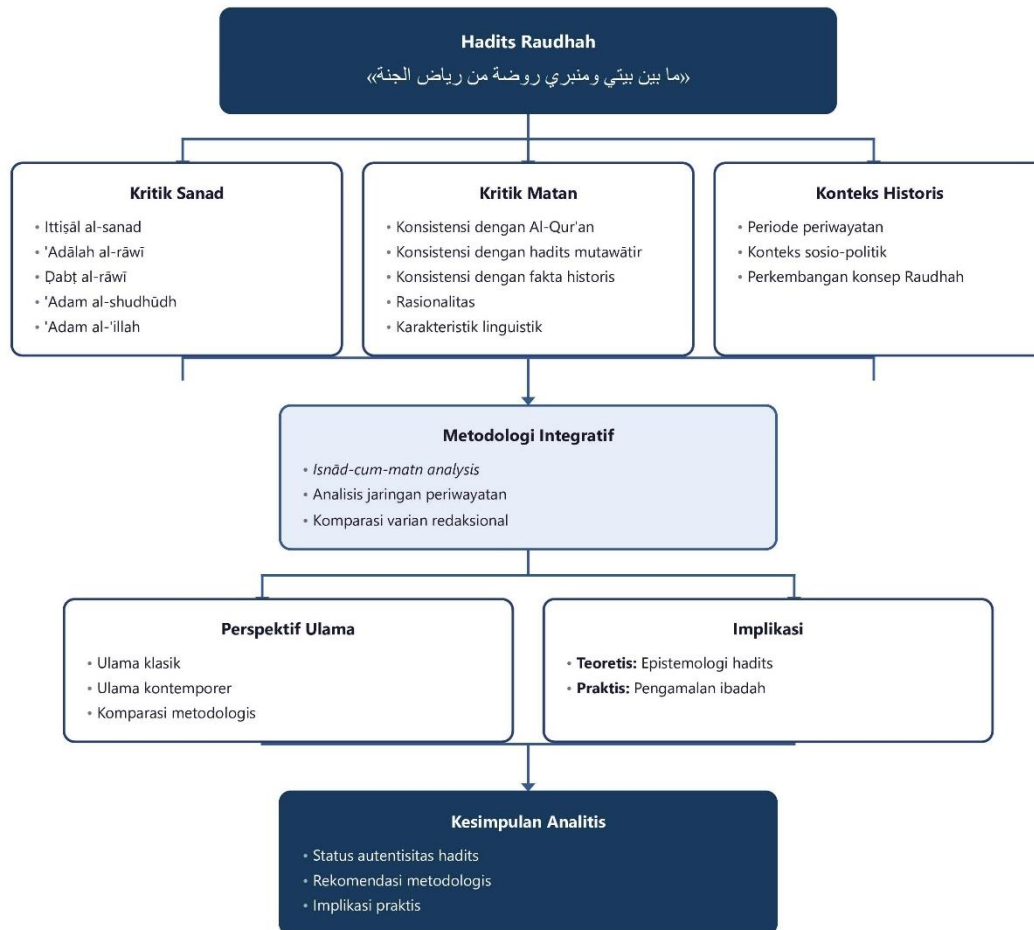 Hadits Raudhah
«ما بين بيتي ومنبري روضة من رياض الجنة»
Kritik Sanad
• Ittiṣāl al-sanad
• 'Adālah al-rāwī
• Ḍabṭ al-rāwī
• 'Adam al-shudhūdh
• 'Adam al-'illah
Kritik Matan
• Konsistensi dengan Al-Qur'an
• Konsistensi dengan hadits mutawātir
• Konsistensi dengan fakta historis
• Rasionalitas
• Karakteristik linguistik
Konteks Historis
• Periode periwayatan
• Konteks sosio-politik
• Perkembangan konsep Raudhah
Metodologi Integratif
• Isnād-cum-matn analysis
• Analisis jaringan periwayatan
• Komparasi varian redaksional
Perspektif Ulama
• Ulama klasik
• Ulama kontemporer
• Komparasi metodologis
Implikasi
• Teoretis: Epistemologi hadits
• Praktis: Pengamalan ibadah
Kesimpulan Analitis
• Status autentisitas hadits
• Rekomendasi metodologis
• Implikasi praktis